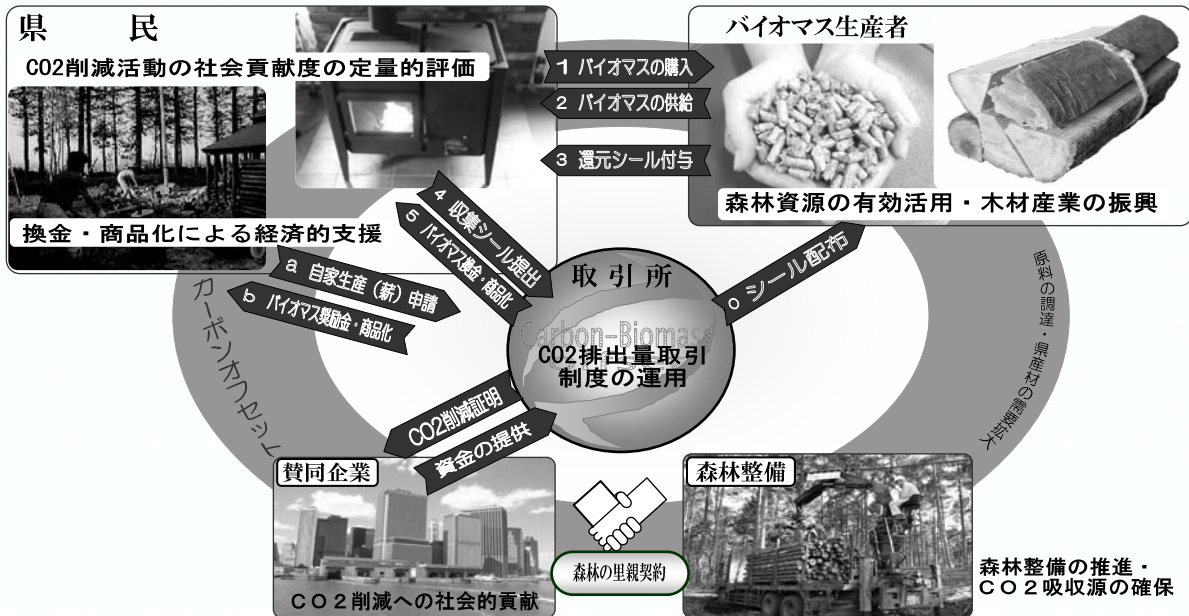 県 民
CO2削減活動の社会貢献度の定量的評価
換金・商品化による経済的支援
1 バイオマスの購入
2 バイオマスの供給
3 還元シール付与
バイオマス生産者
森林資源の有効活用・木材産業の振興
4 収集シール提出
5 バイオマス換金・商品化
a 自家生産(薪)申請
b バイオマス奨励金・商品化
0 シール配布
取引所
Carbon-Biomass
CO2排出量取引
制度の運用
カーボンオフセット
原料の調達・県産材の需要拡大
CO2削減証明
資金の提供
賛同企業
CO2削減への社会的貢献
森林の里親契約
森林整備
森林整備の推進・
CO2吸収源の確保